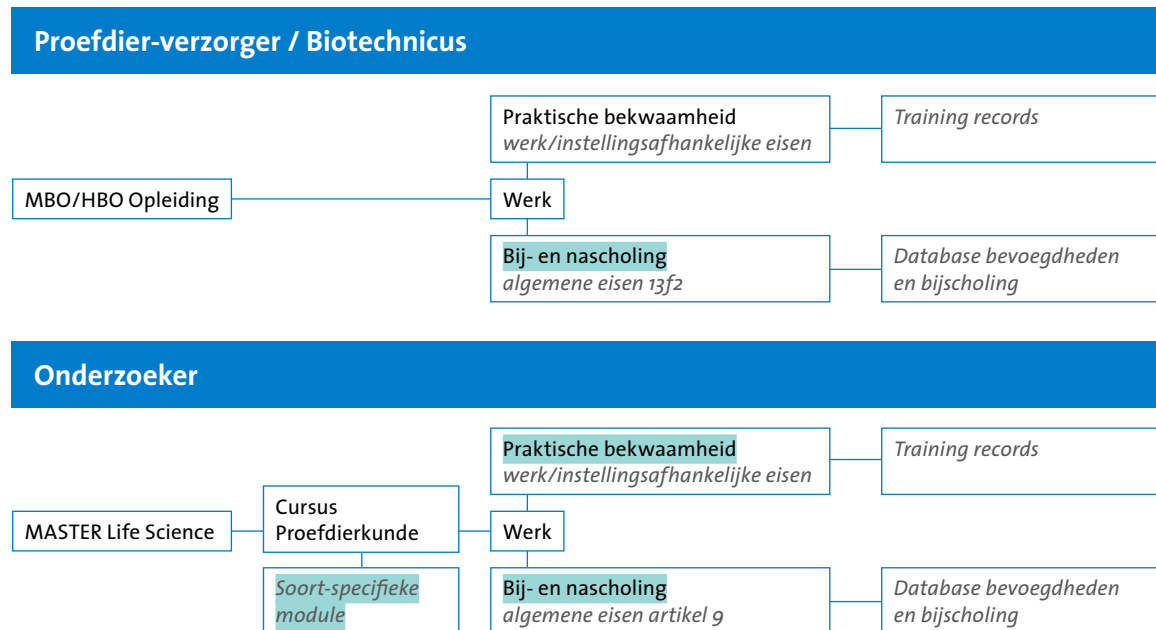 Proefdier-verzorger / Biotechnicus
Praktische bekwaamheid
werk/instellingsafhankelijke eisen
Training records
MBO/HBO Opleiding
Werk
Bij- en nascholing
algemene eisen 13f2
Database bevoegdheden
en bijscholing
Onderzoeker
Praktische bekwaamheid
werk/instellingsafhankelijke eisen
Training records
MASTER Life Science
Cursus
Proefdierkunde
Werk
Soort-specifieke
module
Bij- en nascholing
algemene eisen artikel 9
Database bevoegdheden
en bijscholing